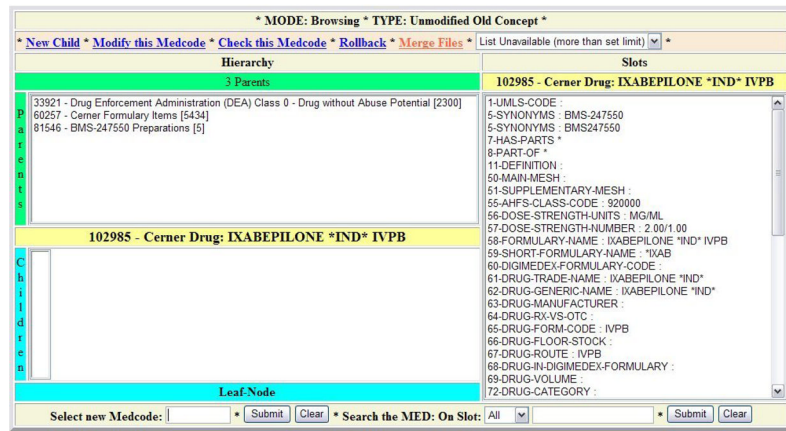 * MODE: Browsing * TYPE: Unmodified Old Concept *
* New Child * Modify this Medcode * Check this Medcode * Rollback * Merge Files * List Unavailable (more than set limit) *
Hierarchy
3 Parents
Parents
33921 - Drug Enforcement Administration (DEA) Class 0 - Drug without Abuse Potential [2300]
60257 - Cerner Formulary Items [5434]
81546 - BMS-247550 Preparations [5]
102985 - Cerner Drug: IXABEPILONE *IND* IVPB
Children
Leaf-Node
Slots
102985 - Cerner Drug: IXABEPILONE *IND* IVPB
1-UMLS-CODE :
5-SYNONYMS : BMS-247550
5-SYNONYMS : BMS247550
7-HAS-PARTS *
8-PART-OF *
11-DEFINITION :
50-MAIN-MESH :
51-SUPPLEMENTARY-MESH :
55-AHFS-CLASS-CODE : 920000
56-DOSE-STRENGTH-UNITS : MG/ML
57-DOSE-STRENGTH-NUMBER : 2.00/1.00
58-FORMULARY-NAME : IXABEPILONE *IND* IVPB
59-SHORT-FORMULARY-NAME : *IXAB
60-DIGIMEDEX-FORMULARY-CODE :
61-DRUG-TRADE-NAME : IXABEPILONE *IND*
62-DRUG-GENERIC-NAME : IXABEPILONE *IND*
63-DRUG-MANUFACTURER :
64-DRUG-RX-VS-OTC :
65-DRUG-FORM-CODE : IVPB
66-DRUG-FLOOR-STOCK :
67-DRUG-ROUTE : IVPB
68-DRUG-IN-DIGIMEDEX-FORMULARY :
69-DRUG-VOLUME :
72-DRUG-CATEGORY :
Select new Medcode: * Submit Clear * Search the MED: On Slot: All * Submit Clear